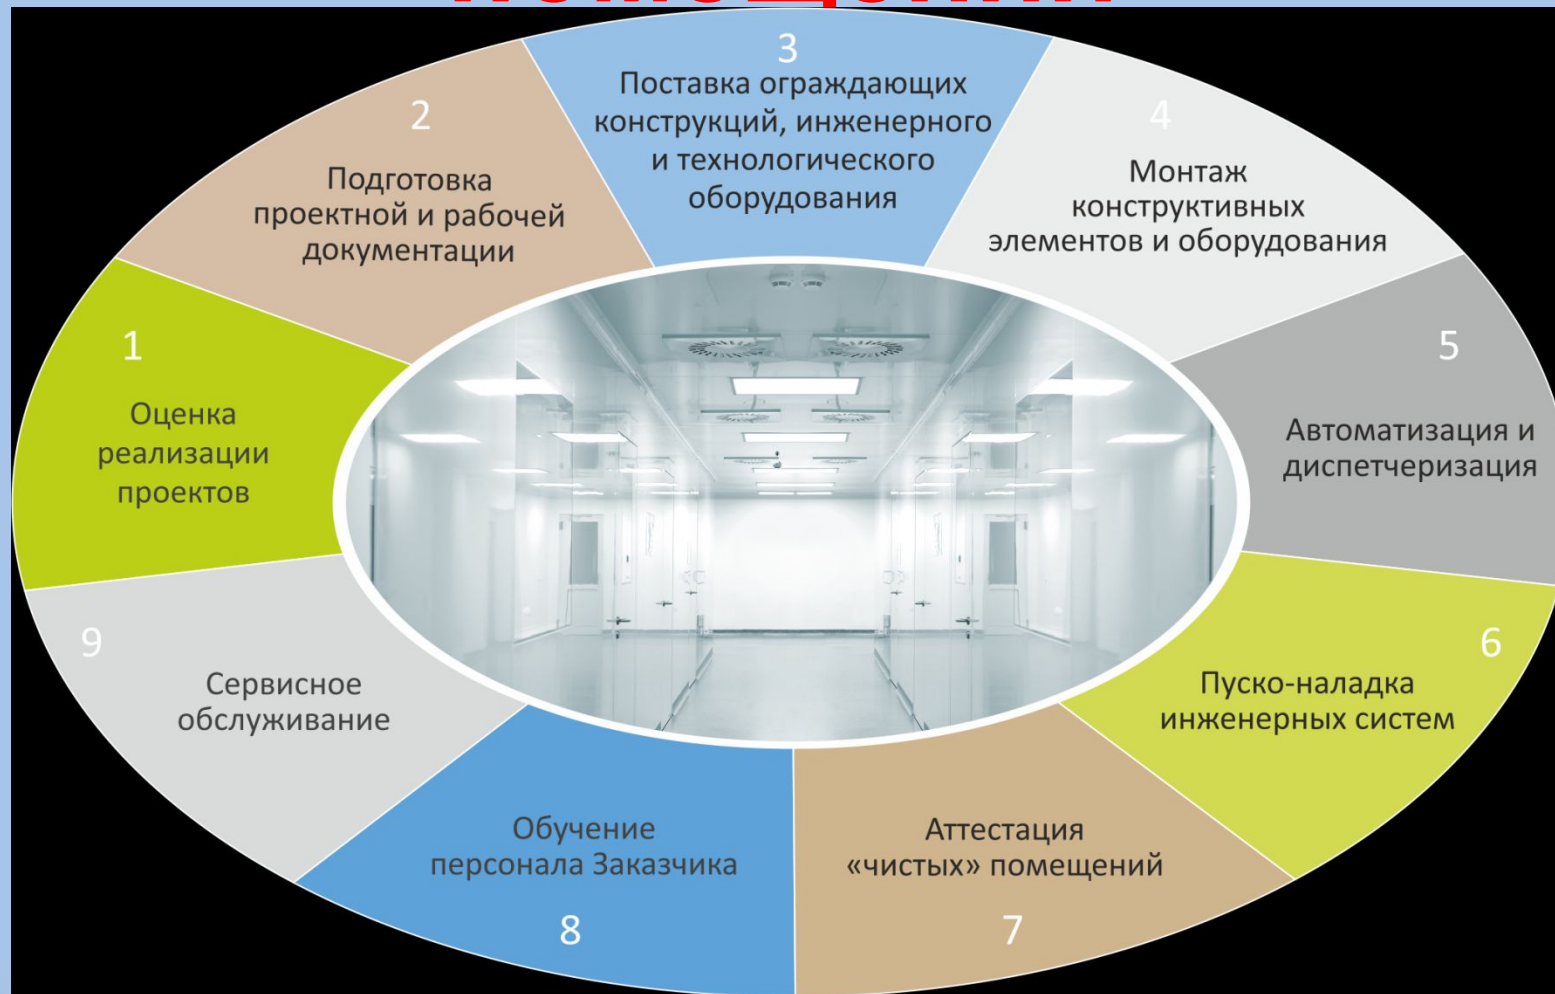 1
Оценка
реализации
проектов
2
Подготовка
проектной и рабочей
документации
3
Поставка ограждающих
конструкций, инженерного
и технологического
оборудования
4
Монтаж
конструктивных
элементов и оборудования
5
Автоматизация и
диспетчеризация
6
Пуско-наладка
инженерных систем
Аттестация
«чистых» помещений
7
Обучение
персонала Заказчика
8
9
Сервисное
обслуживание